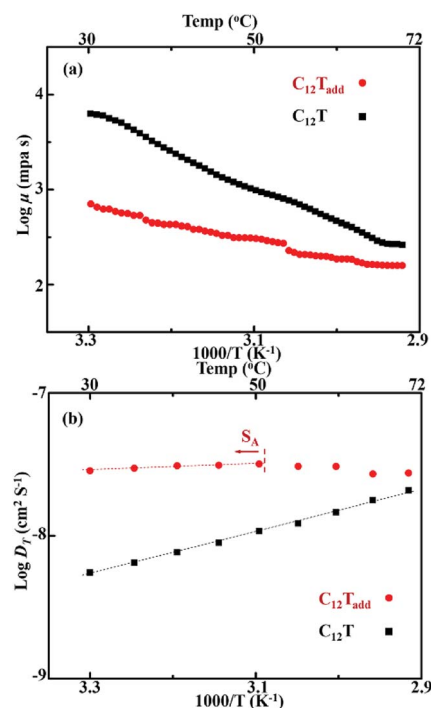 Temp (°C)
30 50 72
(a)
C₁₂Tadd
C₁₂T
4
3
2
Log μ (mpa s)
3.3 3.1 2.9
1000/T (K⁻¹)
Temp (°C)
30 50 72
-7
(b)
S_A
-8
Log D_T (cm² S⁻¹)
C₁₂Tadd
C₁₂T
-9
3.3 3.1 2.9
1000/T (K⁻¹)